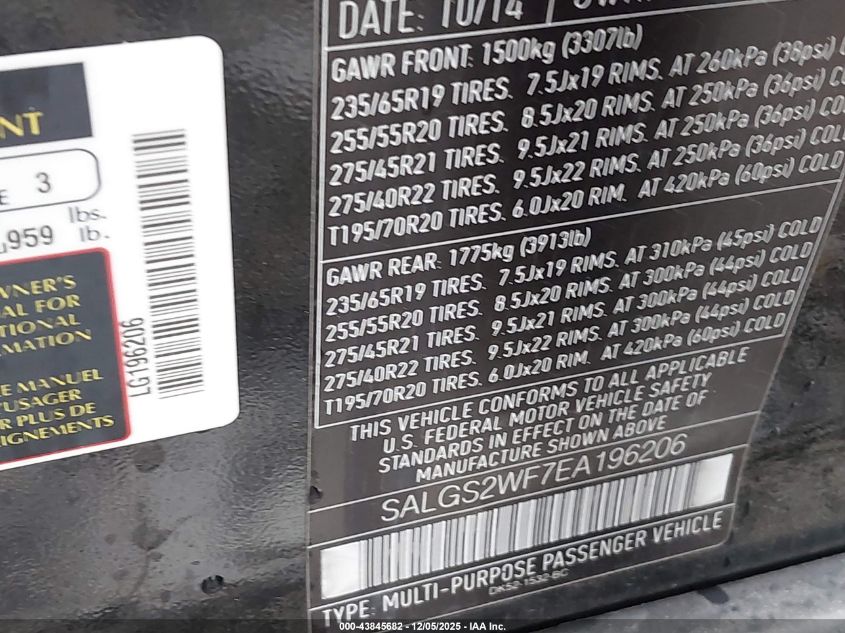 NT
E 3
959 lbs.
lb.
WNER'S
AL FOR
TIONAL
RMATION
E MANUEL
'USAGER
R PLUS DE
IGNEMENTS
LG196206
DATE: 10/14
GAWR FRONT: 1500kg (3307lb)
235/65R19 TIRES. 7.5Jx19 RIMS. AT 260kPa (38psi)
255/55R20 TIRES. 8.5Jx20 RIMS. AT 250kPa (36psi) CO
275/45R21 TIRES. 9.5Jx21 RIMS. AT 250kPa (36psi) COL
275/40R22 TIRES. 9.5Jx22 RIMS. AT 250kPa (36psi) COLD
T195/70R20 TIRES. 6.0Jx20 RIM. AT 420kPa (60psi) COLD
GAWR REAR: 1775kg (3913lb)
235/65R19 TIRES. 7.5Jx19 RIMS. AT 310kPa (45psi) COLD
255/55R20 TIRES. 8.5Jx20 RIMS. AT 300kPa (44psi) COLD
275/45R21 TIRES. 9.5Jx21 RIMS. AT 300kPa (44psi) COLD
275/40R22 TIRES. 9.5Jx22 RIMS. AT 300kPa (44psi) COLD
T195/70R20 TIRES. 6.0Jx20 RIM. AT 420kPa (60psi) COLD
THIS VEHICLE CONFORMS TO ALL APPLICABLE
U.S. FEDERAL MOTOR VEHICLE SAFETY
STANDARDS IN EFFECT ON THE DATE OF
MANUFACTURE SHOWN ABOVE
SALGS2WF7EA196206
TYPE: MULTI-PURPOSE PASSENGER VEHICLE
DK52-1532-BC
000-43845682 - 12/05/2025 - IAA Inc.